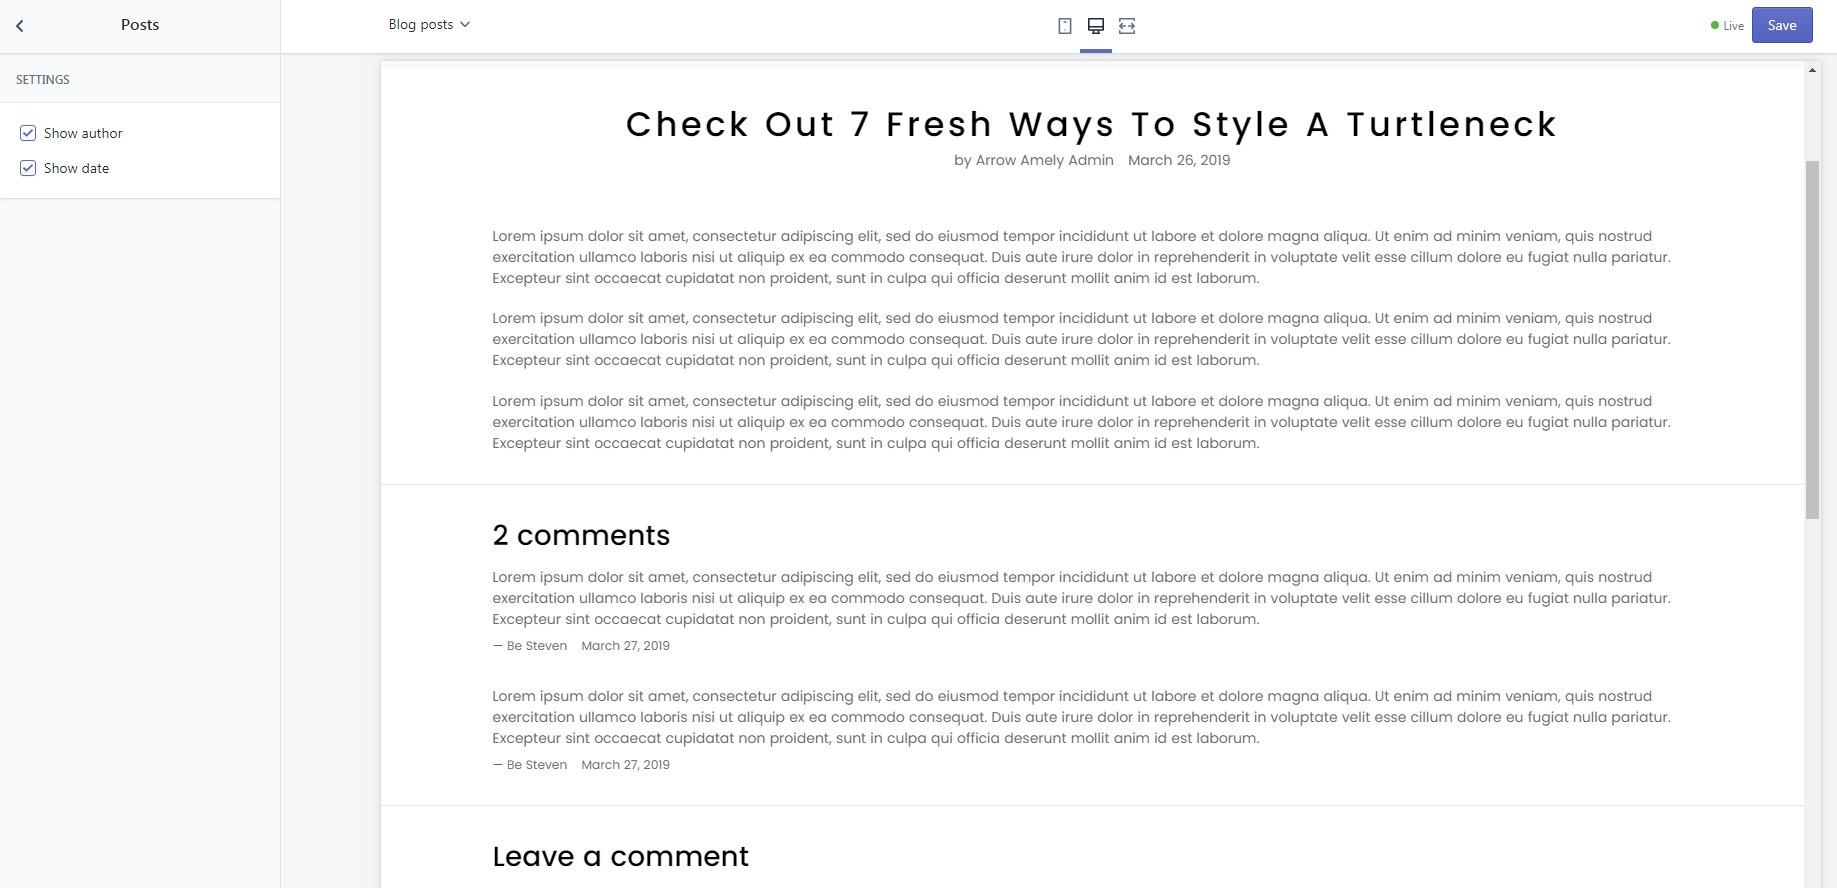 Posts
Blog posts
Live
Save
SETTINGS
Show author
Show date
Check Out 7 Fresh Ways To Style A Turtleneck
by Arrow Amely Admin March 26, 2019
Lorem ipsum dolor sit amet, consectetur adipiscing elit, sed do eiusmod tempor incididunt ut labore et dolore magna aliqua. Ut enim ad minim veniam, quis nostrud
exercitation ullamco laboris nisi ut aliquip ex ea commodo consequat. Duis aute irure dolor in reprehenderit in voluptate velit esse cillum dolore eu fugiat nulla pariatur.
Excepteur sint occaecat cupidatat non proident, sunt in culpa qui officia deserunt mollit anim id est laborum.
Lorem ipsum dolor sit amet, consectetur adipiscing elit, sed do eiusmod tempor incididunt ut labore et dolore magna aliqua. Ut enim ad minim veniam, quis nostrud
exercitation ullamco laboris nisi ut aliquip ex ea commodo consequat. Duis aute irure dolor in reprehenderit in voluptate velit esse cillum dolore eu fugiat nulla pariatur.
Excepteur sint occaecat cupidatat non proident, sunt in culpa qui officia deserunt mollit anim id est laborum.
Lorem ipsum dolor sit amet, consectetur adipiscing elit, sed do eiusmod tempor incididunt ut labore et dolore magna aliqua. Ut enim ad minim veniam, quis nostrud
exercitation ullamco laboris nisi ut aliquip ex ea commodo consequat. Duis aute irure dolor in reprehenderit in voluptate velit esse cillum dolore eu fugiat nulla pariatur.
Excepteur sint occaecat cupidatat non proident, sunt in culpa qui officia deserunt mollit anim id est laborum.
2 comments
Lorem ipsum dolor sit amet, consectetur adipiscing elit, sed do eiusmod tempor incididunt ut labore et dolore magna aliqua. Ut enim ad minim veniam, quis nostrud
exercitation ullamco laboris nisi ut aliquip ex ea commodo consequat. Duis aute irure dolor in reprehenderit in voluptate velit esse cillum dolore eu fugiat nulla pariatur.
Excepteur sint occaecat cupidatat non proident, sunt in culpa qui officia deserunt mollit anim id est laborum.
— Be Steven March 27, 2019
Lorem ipsum dolor sit amet, consectetur adipiscing elit, sed do eiusmod tempor incididunt ut labore et dolore magna aliqua. Ut enim ad minim veniam, quis nostrud
exercitation ullamco laboris nisi ut aliquip ex ea commodo consequat. Duis aute irure dolor in reprehenderit in voluptate velit esse cillum dolore eu fugiat nulla pariatur.
Excepteur sint occaecat cupidatat non proident, sunt in culpa qui officia deserunt mollit anim id est laborum.
— Be Steven March 27, 2019
Leave a comment